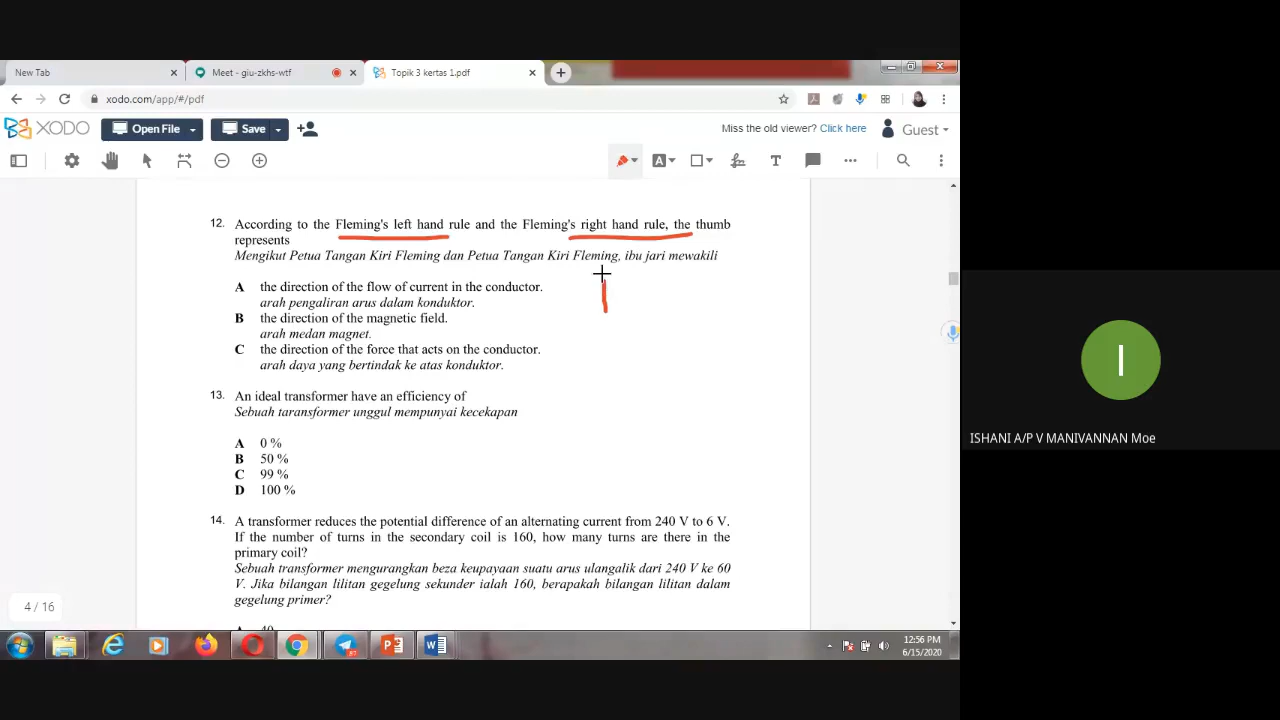 New Tab
Meet - giu-zkhs-wtf
Topik 3 kertas 1.pdf
xodo.com/app/#/pdf
XODO
Open File
Save
Miss the old viewer? Click here
Guest
A
T
12. According to the Fleming's left hand rule and the Fleming's right hand rule, the thumb
represents
Mengikut Petua Tangan Kiri Fleming dan Petua Tangan Kiri Fleming, ibu jari mewakili
A the direction of the flow of current in the conductor.
arah pengaliran arus dalam konduktor.
B the direction of the magnetic field.
arah medan magnet.
C the direction of the force that acts on the conductor.
arah daya yang bertindak ke atas konduktor.
13. An ideal transformer have an efficiency of
Sebuah taransformer unggul mempunyai kecekapan
A 0 %
B 50 %
C 99 %
D 100 %
14. A transformer reduces the potential difference of an alternating current from 240 V to 6 V.
If the number of turns in the secondary coil is 160, how many turns are there in the
primary coil?
Sebuah transformer mengurangkan beza keupayaan suatu arus ulangalik dari 240 V ke 60
V. Jika bilangan lilitan gegelung sekunder ialah 160, berapakah bilangan lilitan dalam
gegelung primer?
A 40
4 / 16
12:56 PM
6/15/2020
I
ISHANI A/P V MANIVANNAN Moe